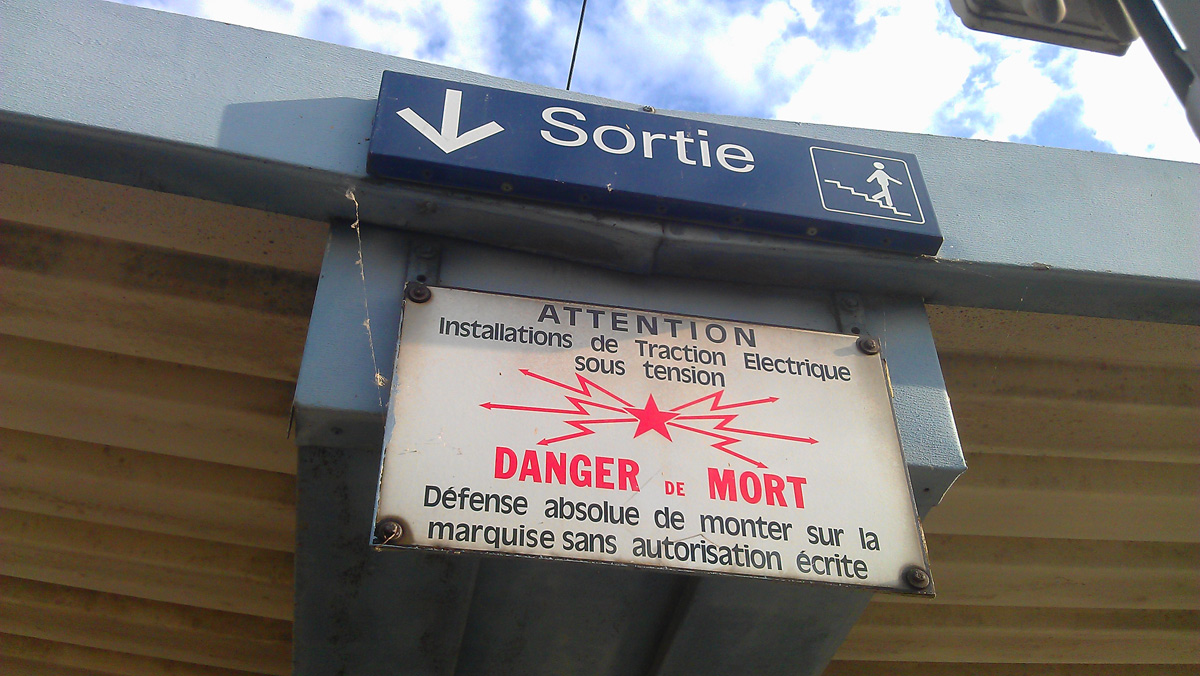 Sortie
ATTENTION
Installations de Traction Electrique
sous tension
DANGER DE MORT
Défense absolue de monter sur la
marquise sans autorisation écrite